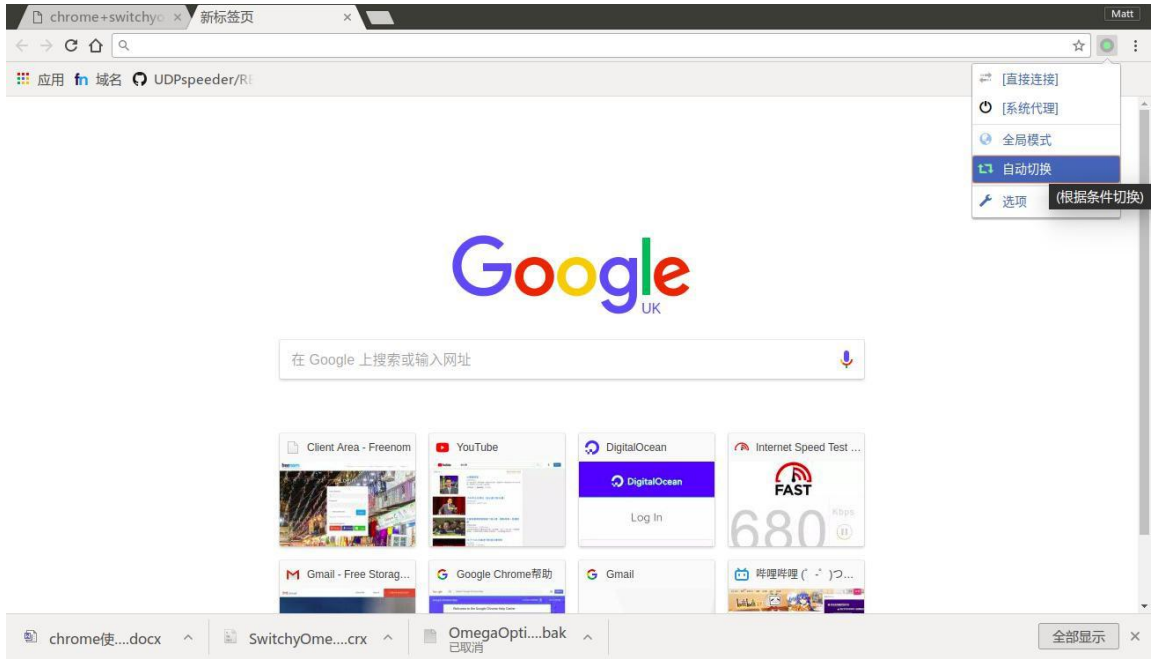 chrome+switchyo
新标签页
Matt
应用
fn 域名
UDPspeeder/RE
[直接连接]
[系统代理]
全局模式
自动切换
(根据条件切换)
选项
Google
UK
在 Google 上搜索或输入网址
Client Area - Freenom
YouTube
DigitalOcean
Internet Speed Test ...
DigitalOcean
Log In
FAST
680 Kbps
Gmail - Free Storag...
Google Chrome帮助
Gmail
哔哩哔哩 (゜-゜)つ...
chrome使....docx
SwitchyOme....crx
OmegaOpti....bak
已取消
全部显示